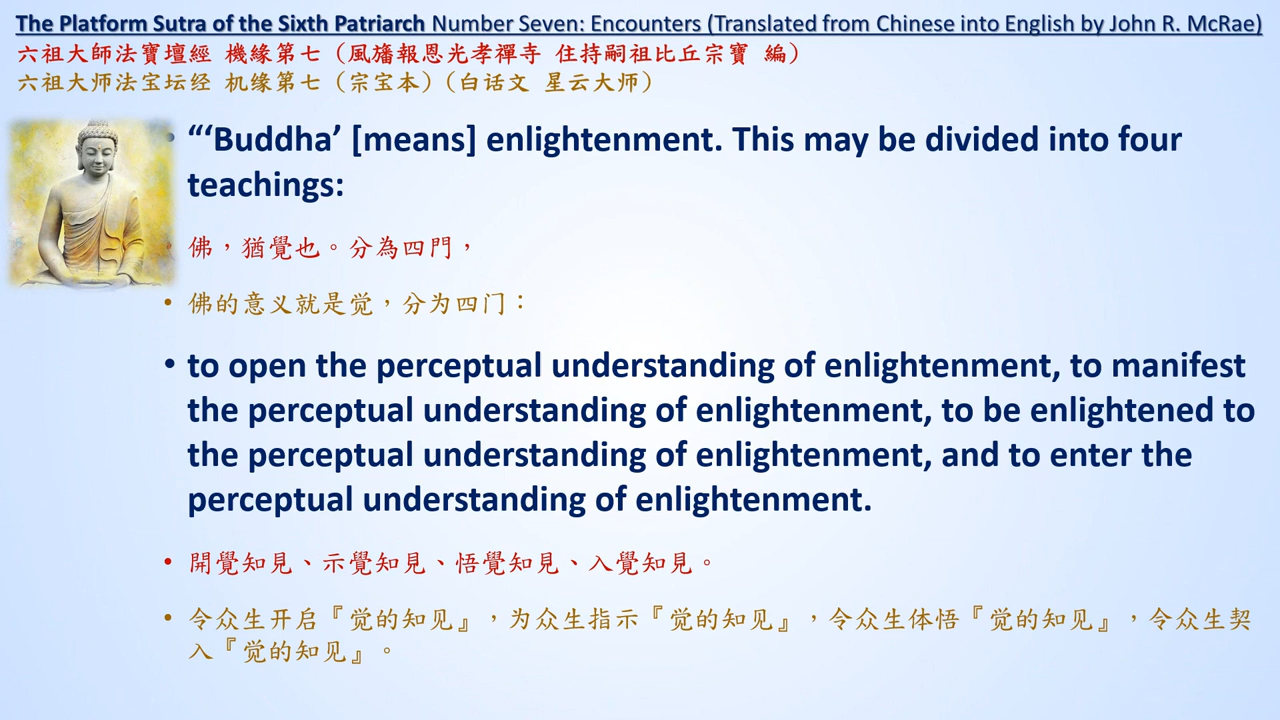 The Platform Sutra of the Sixth Patriarch Number Seven: Encounters (Translated from Chinese into English by John R. McRae)
六祖大師法寶壇經 機緣第七（風旛報恩光孝禪寺 住持嗣祖比丘宗寶 編）
六祖大师法宝坛经 机缘第七（宗宝本）（白话文 星云大师）
• “‘Buddha’ [means] enlightenment. This may be divided into four
teachings:
• 佛，猶覺也。分為四門，
• 佛的意义就是觉，分为四门：
• to open the perceptual understanding of enlightenment, to manifest
the perceptual understanding of enlightenment, to be enlightened to
the perceptual understanding of enlightenment, and to enter the
perceptual understanding of enlightenment.
• 開覺知見、示覺知見、悟覺知見、入覺知見。
• 令众生开启『觉的知见』，为众生指示『觉的知见』，令众生体悟『觉的知见』，令众生契
入『觉的知见』。